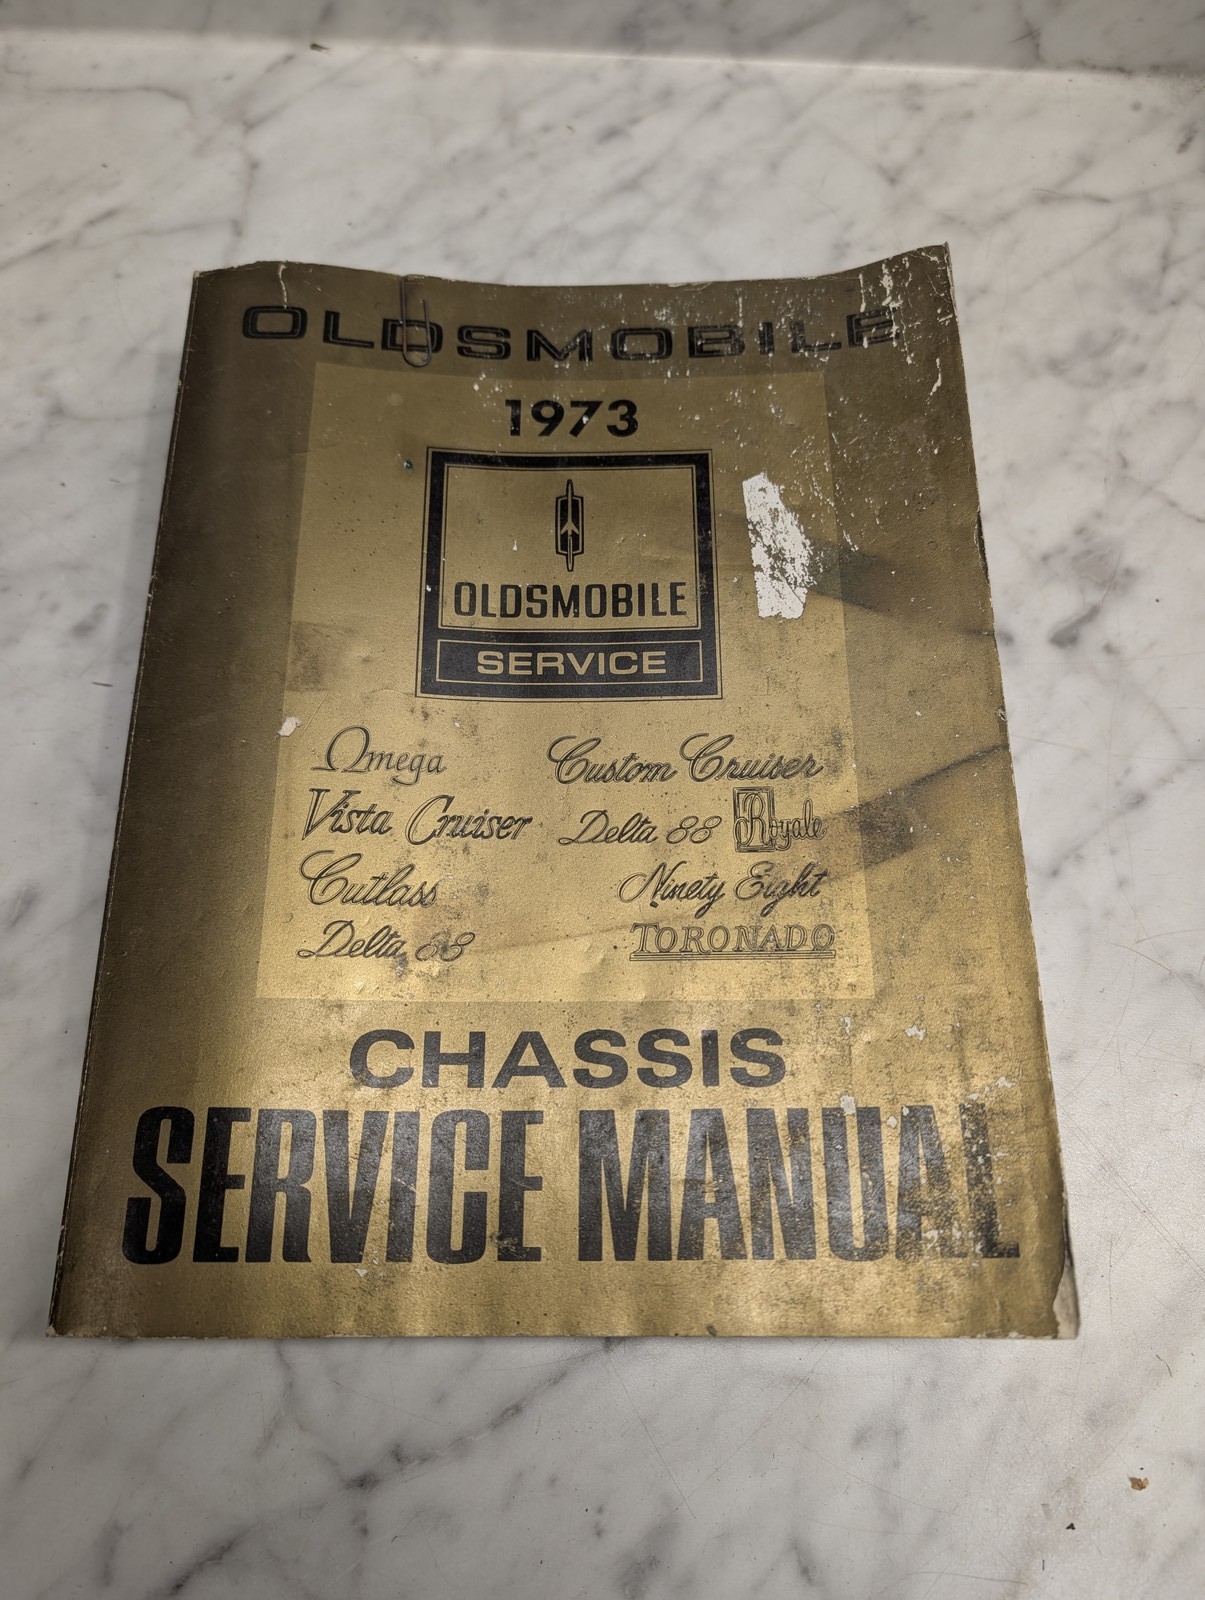 OLDSMOBILE
1973
OLDSMOBILE
SERVICE
Omega
Vista Cruiser
Cutlass
Delta 88
Custom Cruiser
Delta 88 Royale
Ninety Eight
TORONADO
CHASSIS
SERVICE MANUAL